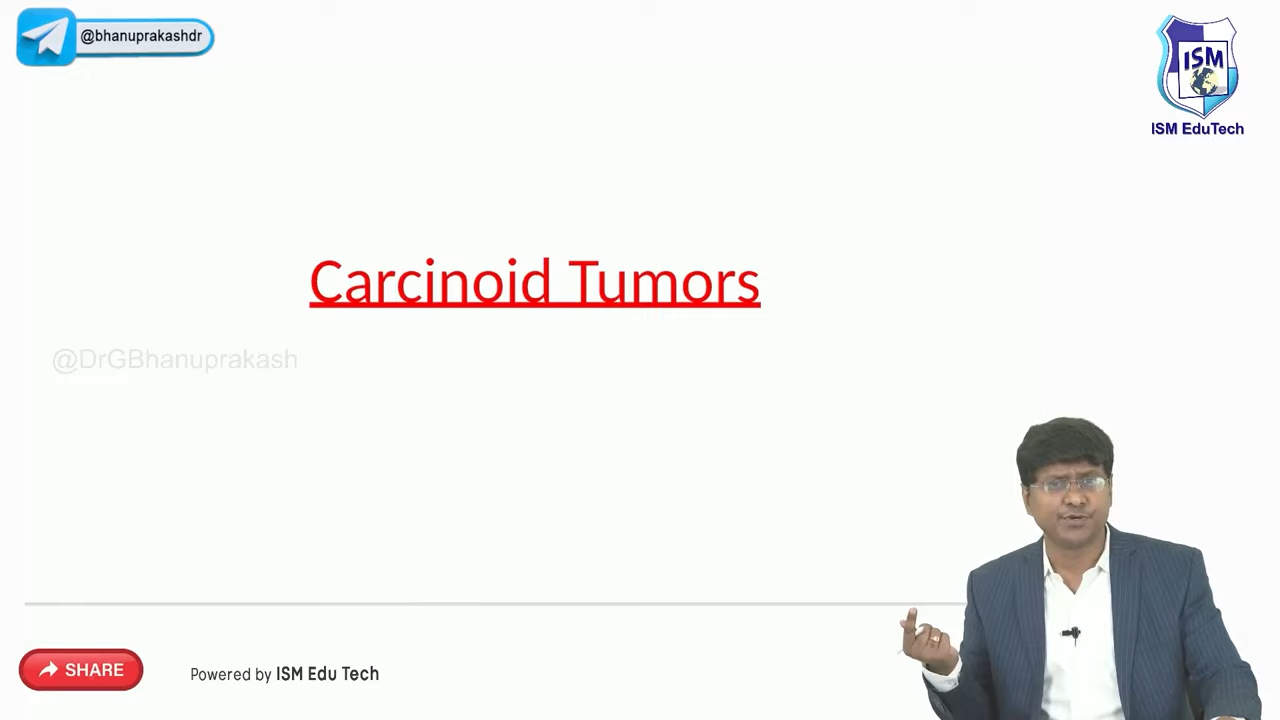 @bhanuprakashdr
ISM
ISM EduTech
Carcinoid Tumors
@DrGBhanuprakash
SHARE
Powered by ISM Edu Tech